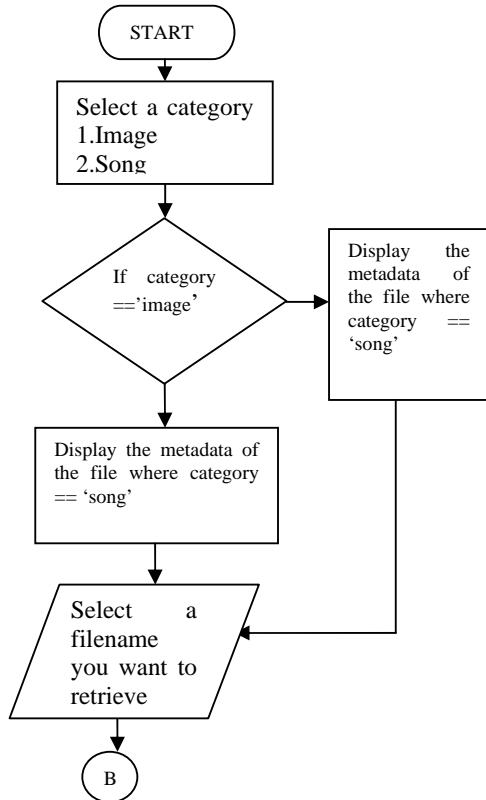 START
Select a category
1.Image
2.Song
If category
==’image’
Display the
metadata of
the file where
category ==
‘song’
Display the metadata of
the file where category
== ‘song’
Select a
filename
you want to
retrieve
B